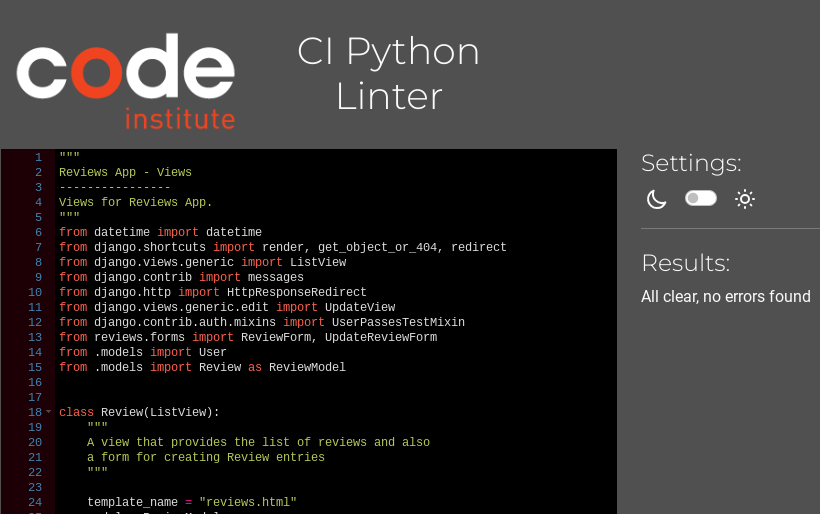 code
institute
CI Python
Linter
1 """
2 Reviews App - Views
3 ----------------
4 Views for Reviews App.
5 """
6 from datetime import datetime
7 from django.shortcuts import render, get_object_or_404, redirect
8 from django.views.generic import ListView
9 from django.contrib import messages
10 from django.http import HttpResponseRedirect
11 from django.views.generic.edit import UpdateView
12 from django.contrib.auth.mixins import UserPassesTestMixin
13 from reviews.forms import ReviewForm, UpdateReviewForm
14 from .models import User
15 from .models import Review as ReviewModel
16
17
18 class Review(ListView):
19     """
20     A view that provides the list of reviews and also
21     a form for creating Review entries
22     """
23
24     template_name = "reviews.html"
Settings:
Results:
All clear, no errors found